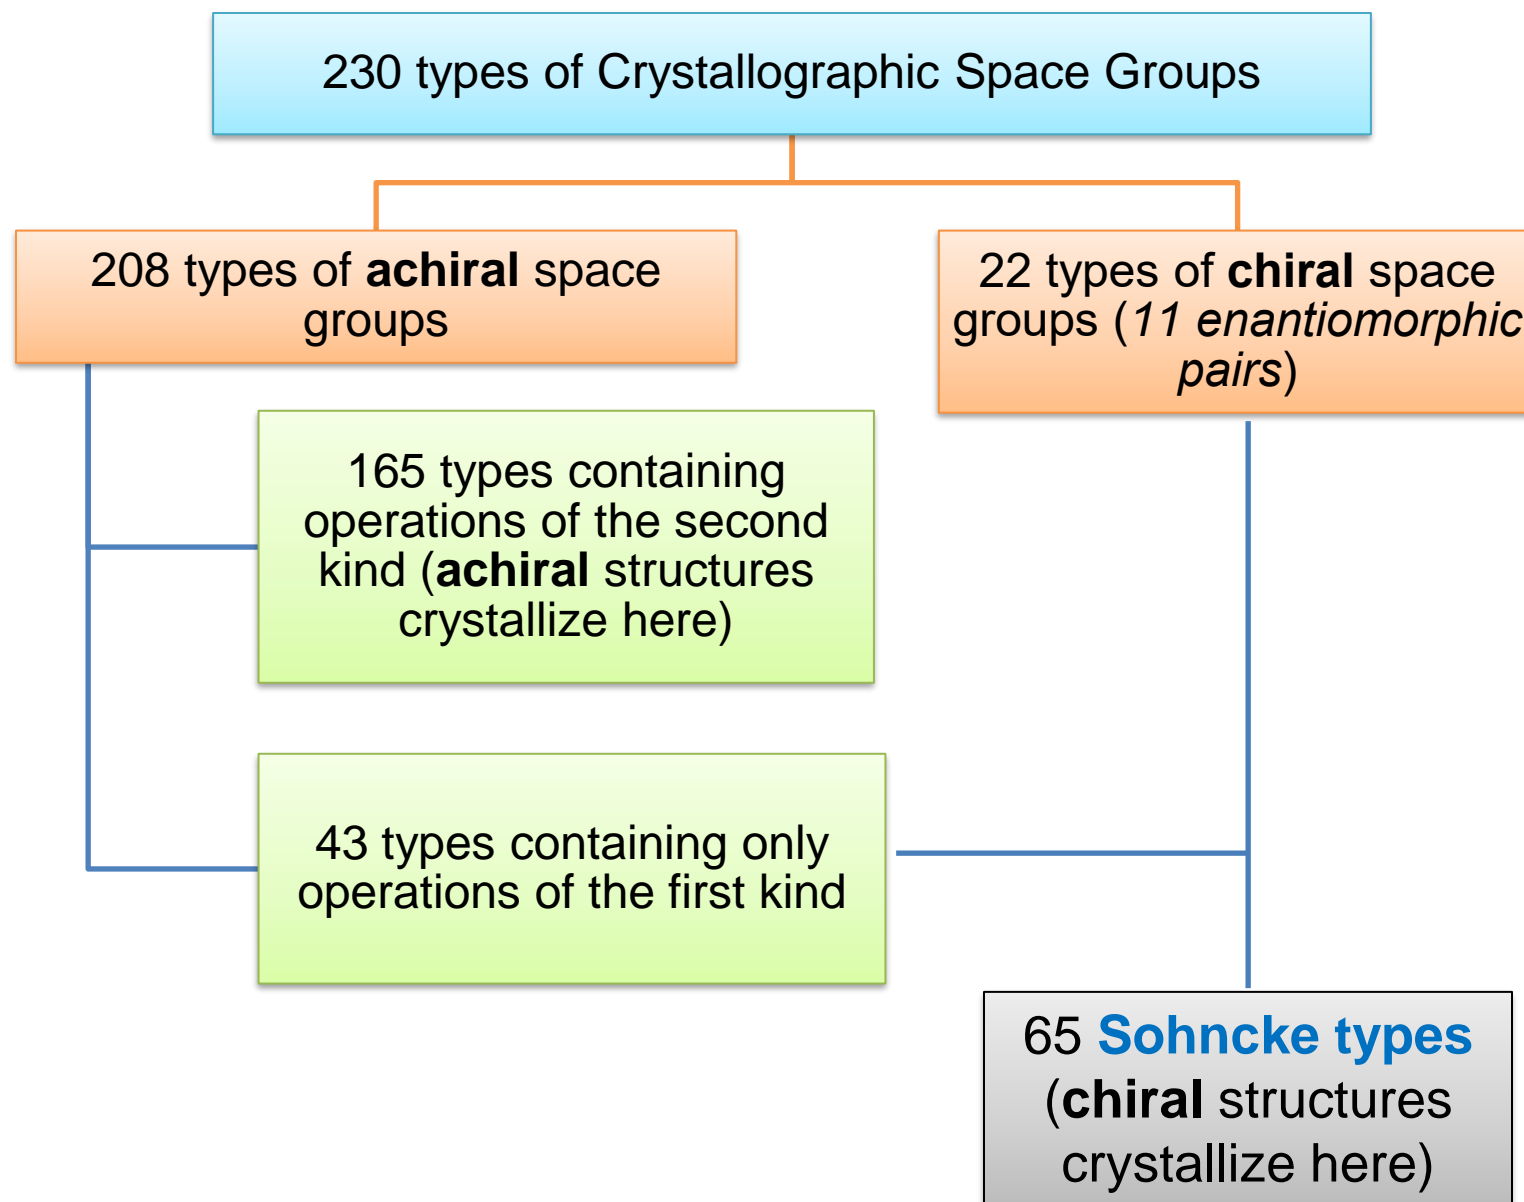 230 types of Crystallographic Space Groups
208 types of achiral space
groups
22 types of chiral space
groups (11 enantiomorphic
pairs)
165 types containing
operations of the second
kind (achiral structures
crystallize here)
43 types containing only
operations of the first kind
65 Sohncke types
(chiral structures
crystallize here)